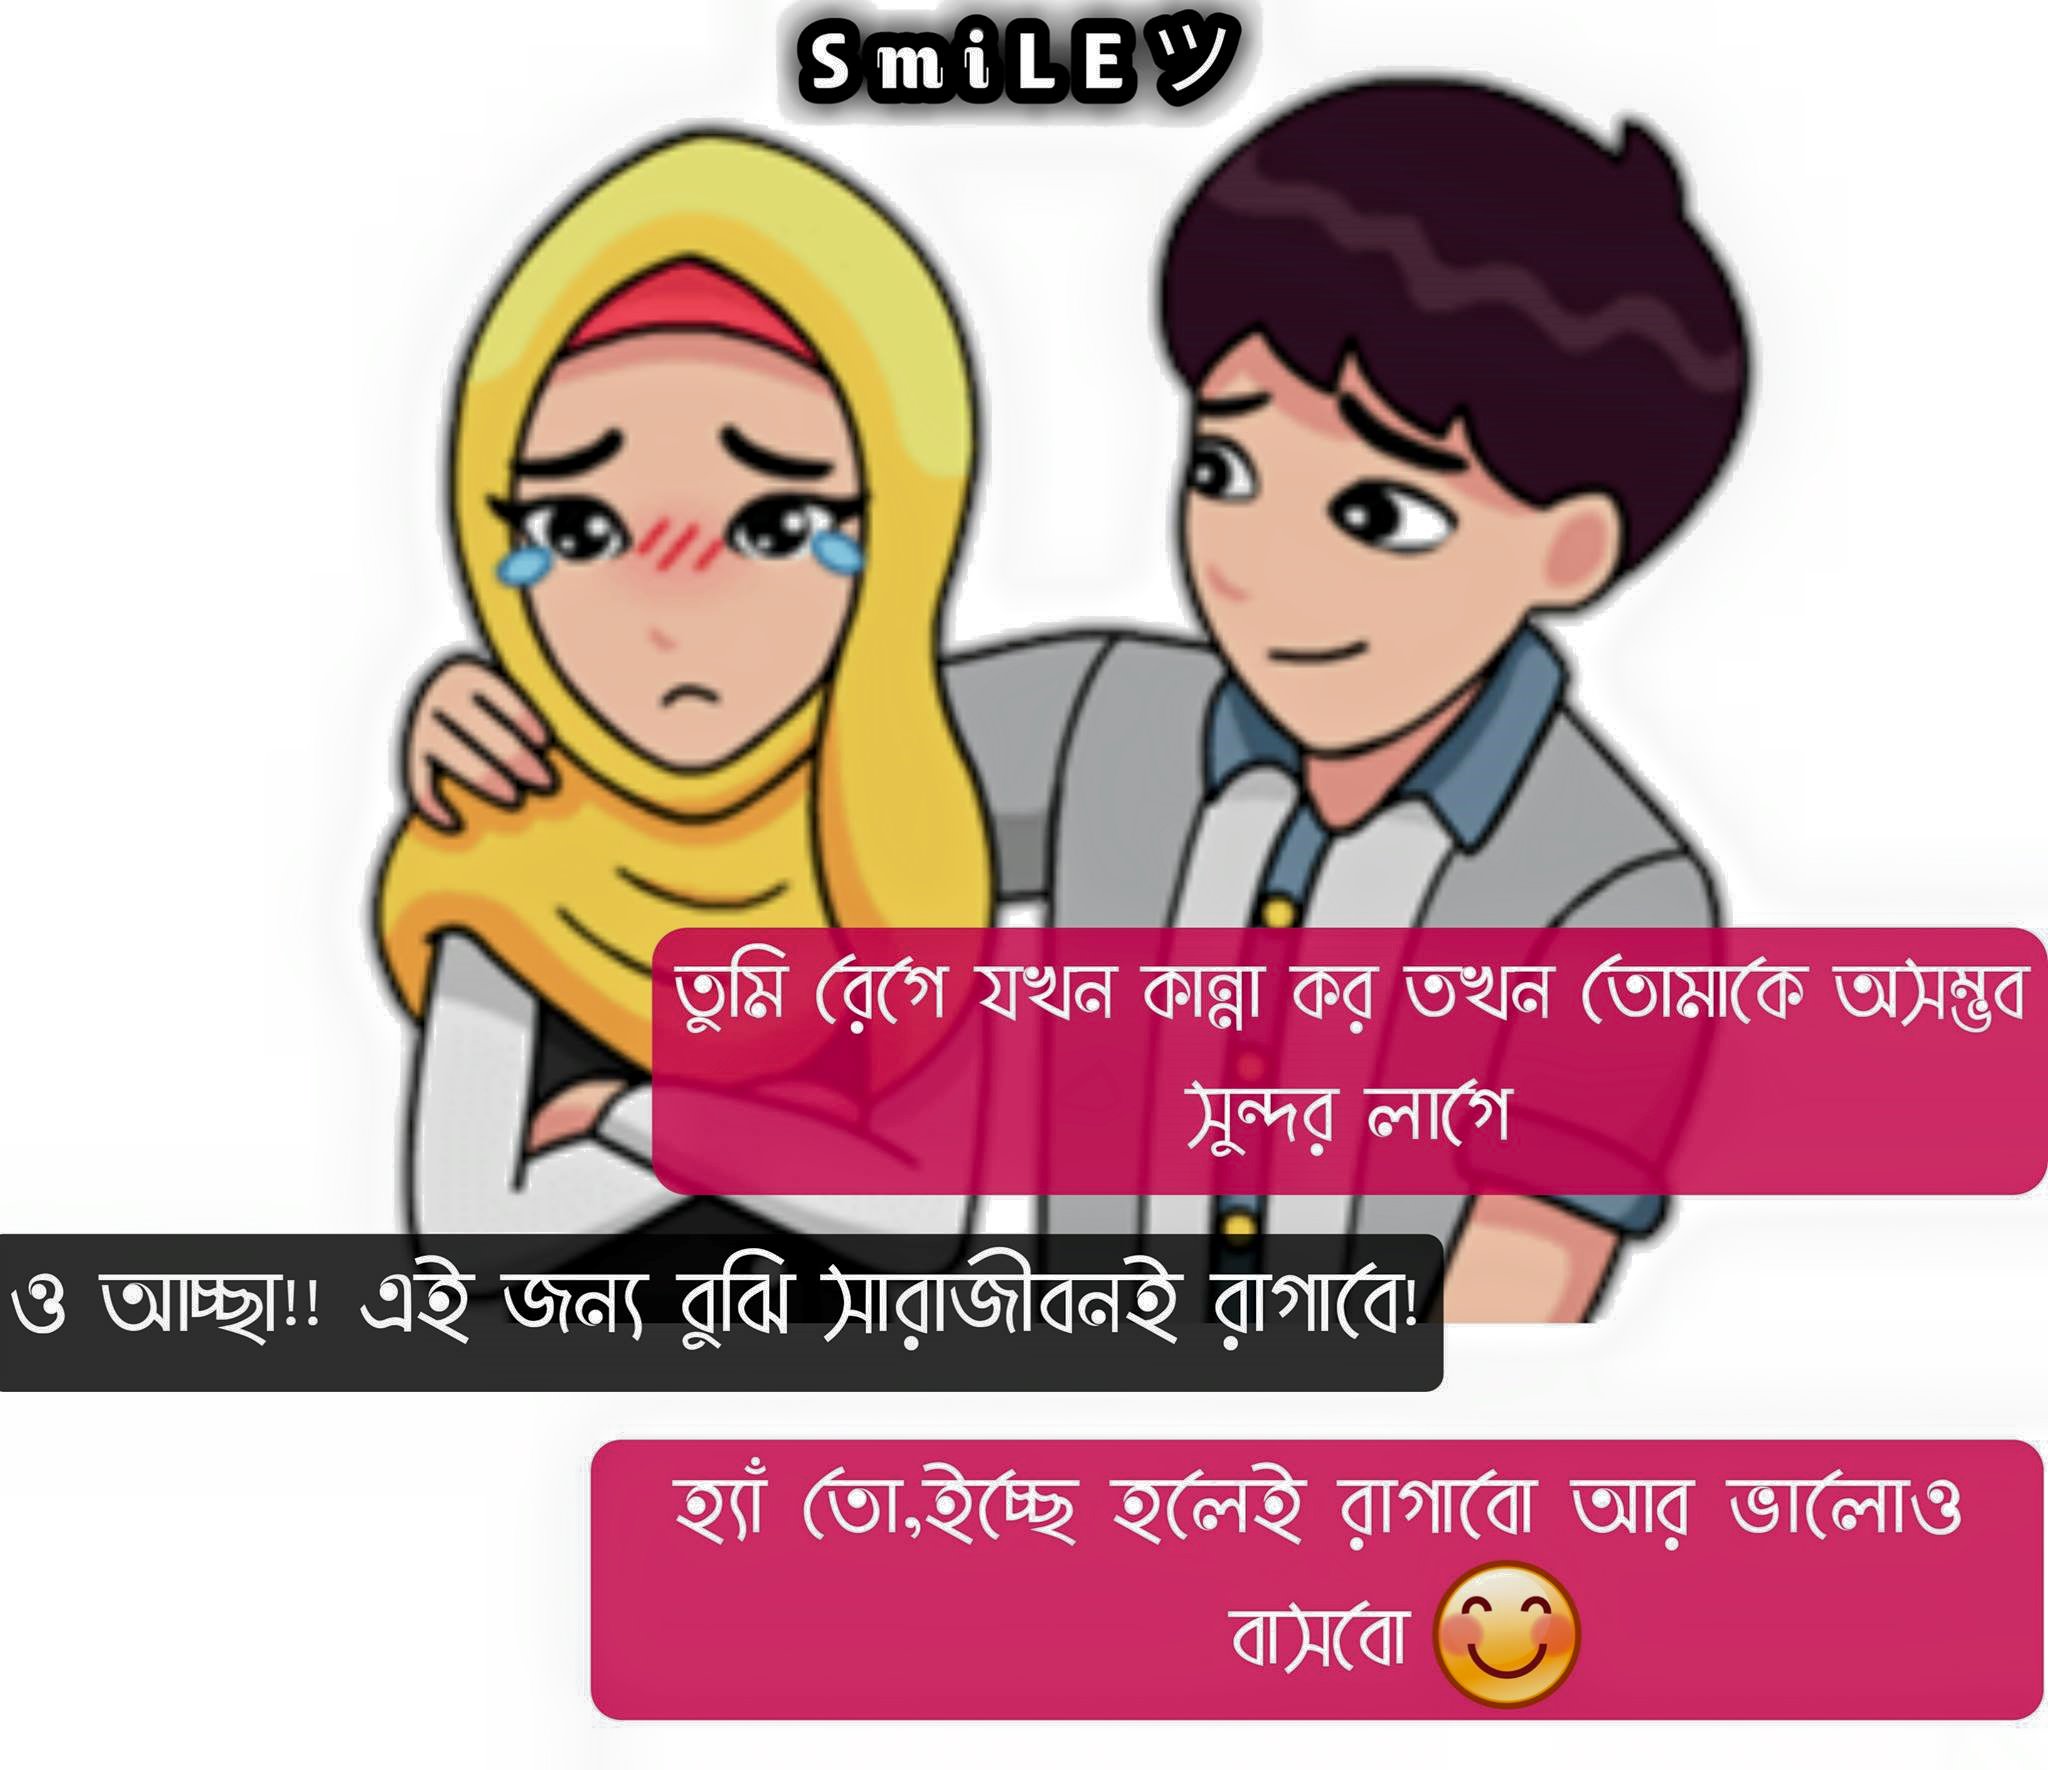 SmiLEツ
তুমি রেগে যখন কান্না কর তখন তোমাকে অসম্ভব
সুন্দর লাগে
ও আচ্ছা!! এই জন্য বুঝি সারাজীবনই রাগাবে!
হ্যাঁ তো,ইচ্ছে হলেই রাগাবো আর ভালোও
বাসবো 😊